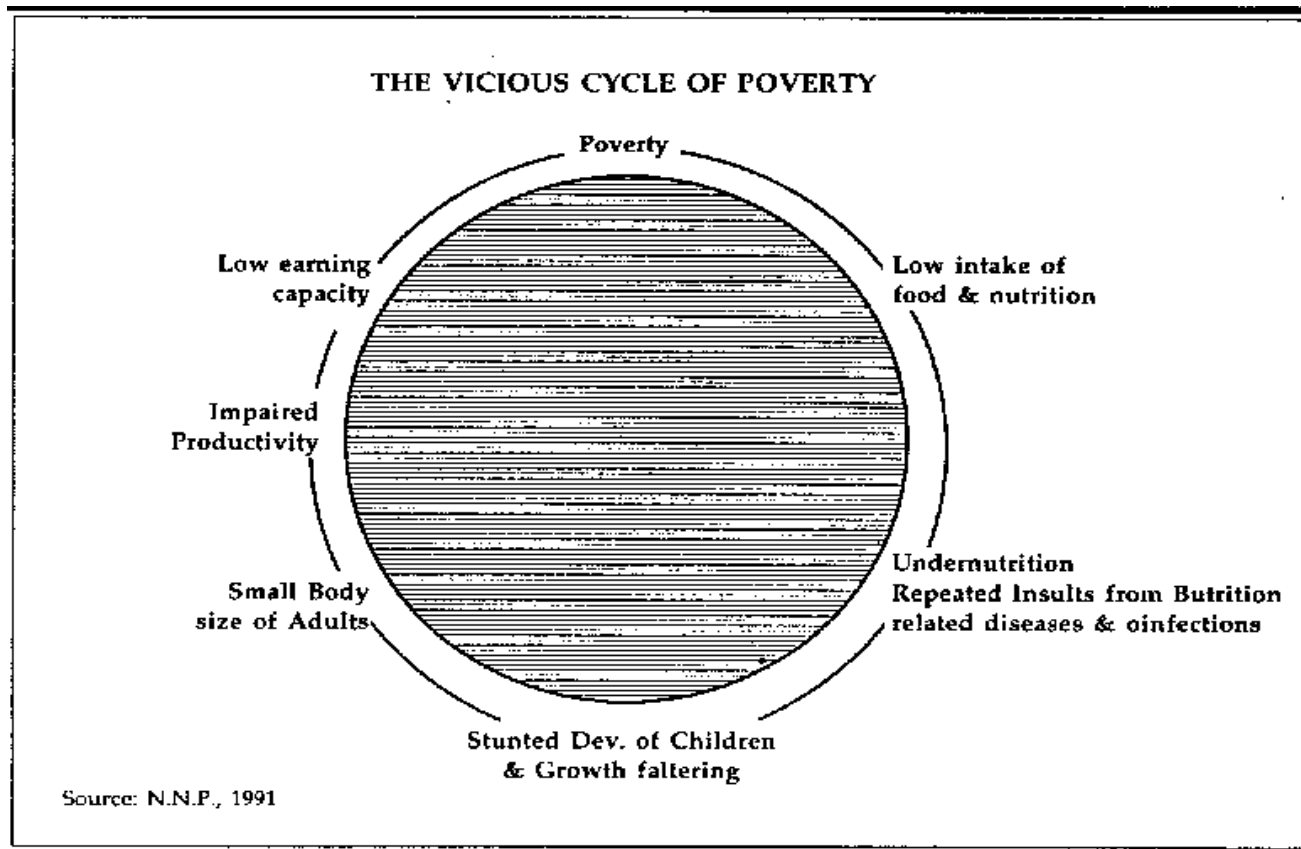 THE VICIOUS CYCLE OF POVERTY
Poverty
Low earning
capacity
Low intake of
food & nutrition
Impaired
Productivity
Small Body
size of Adults
Undernutrition
Repeated Insults from Butrition
related diseases & oinfections
Stunted Dev. of Children
& Growth faltering
Source: N.N.P., 1991